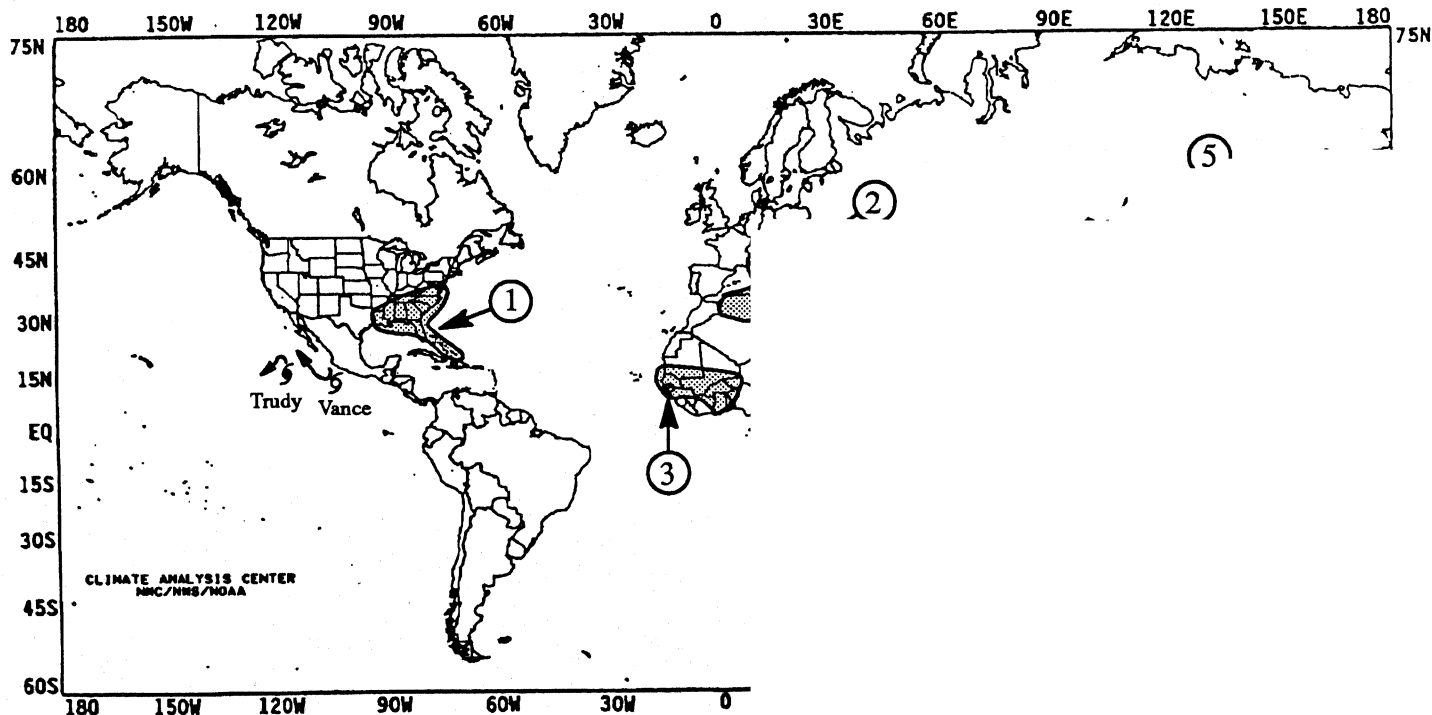 180 150W 120W 90W 60W 30W 0 30E 60E 90E 120E 150E 180
75N 75N
5
60N
2
45N
1
30N
15N
Trudy Vance
EQ
3
15S
30S
CLIMATE ANALYSIS CENTER
NMC/NWS/NOAA
45S
60S
180 150W 120W 90W 60W 30W 0